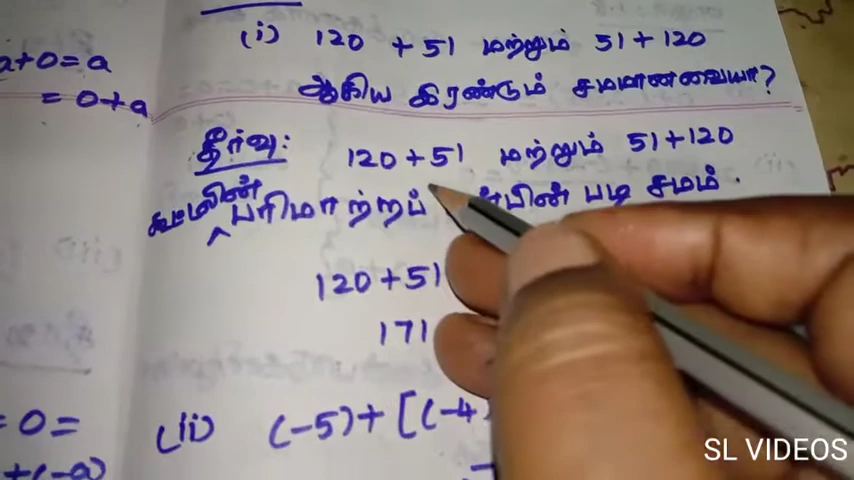 a+0=a
= 0+a
(i) 120 + 51 மற்றும் 51 + 120
ஆகிய இரண்டும் சமமானவையா?
தீர்வு: 120 + 51 மற்றும் 51 + 120
கூட்டலின் பரிமாற்றப் பண்பின் படி சமம்.
120 + 51
171
= 0 =
(ii) (-5) + [(-4)
+(-a)
SL VIDEOS